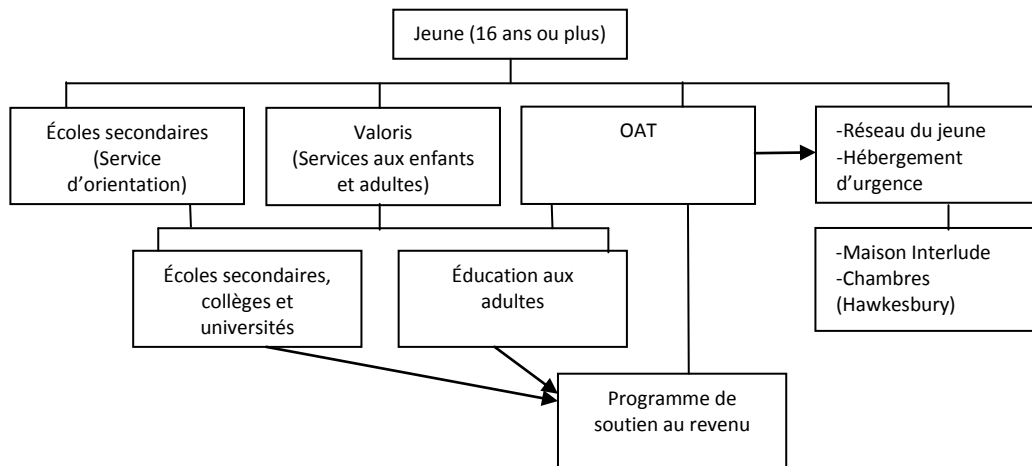 Jeune (16 ans ou plus)
Écoles secondaires
(Service
d’orientation)
Valoris
(Services aux enfants
et adultes)
OAT
-Réseau du jeune
-Hébergement
d’urgence
Écoles secondaires,
collèges et
universités
Éducation aux
adultes
-Maison Interlude
-Chambres
(Hawkesbury)
Programme de
soutien au revenu